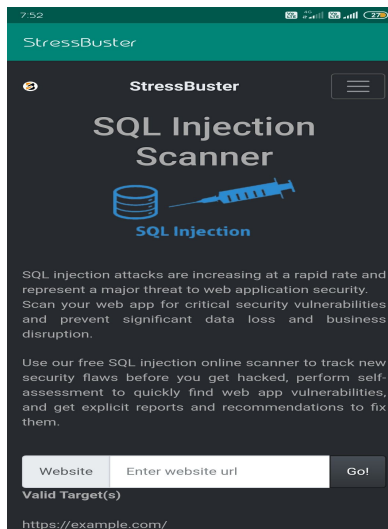 7:52
4G
27
StressBuster
StressBuster
SQL Injection
Scanner
SQL Injection
SQL injection attacks are increasing at a rapid rate and
represent a major threat to web application security.
Scan your web app for critical security vulnerabilities
and prevent significant data loss and business
disruption.
Use our free SQL injection online scanner to track new
security flaws before you get hacked, perform self-
assessment to quickly find web app vulnerabilities,
and get explicit reports and recommendations to fix
them.
Website Enter website url Go!
Valid Target(s)
https://example.com/